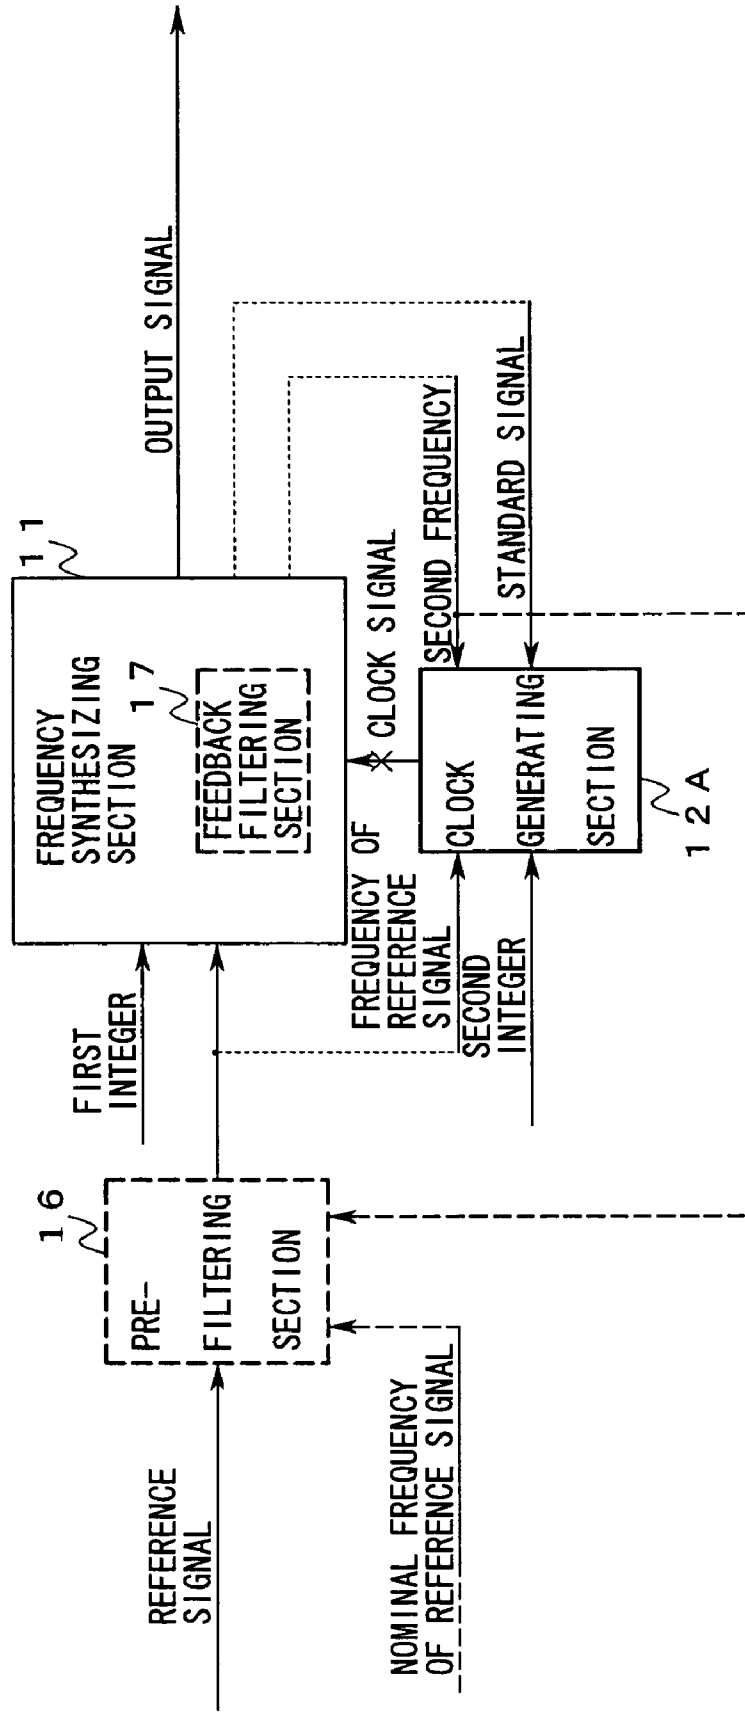 REFERENCE
SIGNAL
NOMINAL FREQUENCY
OF REFERENCE SIGNAL
16
PRE-
FILTERING
SECTION
FIRST
INTEGER
FREQUENCY OF
REFERENCE
SIGNAL
SECOND
INTEGER
11
FREQUENCY
SYNTHESIZING
SECTION
17
FEEDBACK
FILTERING
SECTION
CLOCK SIGNAL
CLOCK
GENERATING
SECTION
12A
SECOND FREQUENCY
STANDARD SIGNAL
OUTPUT SIGNAL